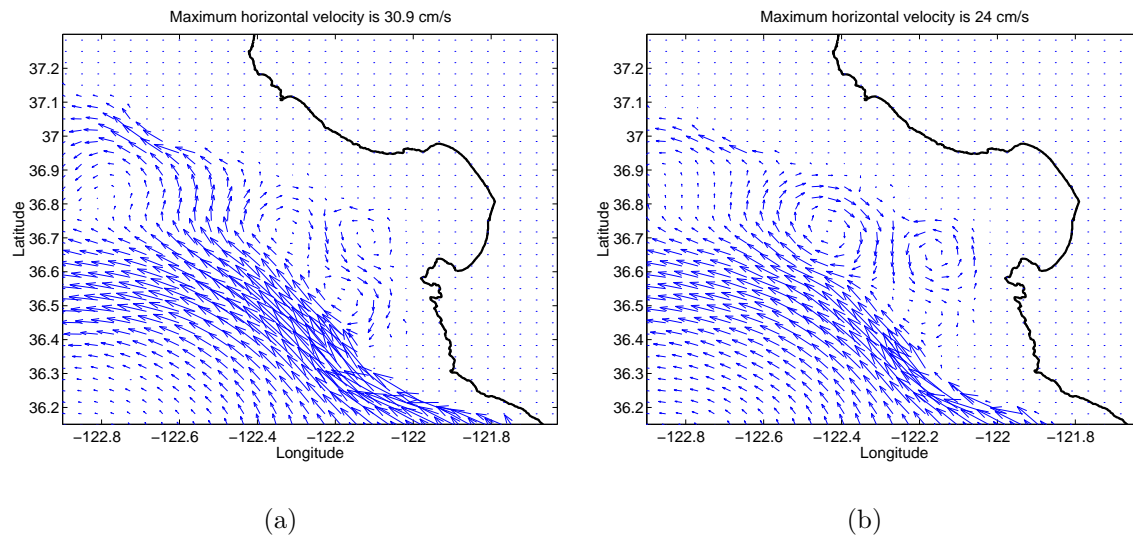 Maximum horizontal velocity is 30.9 cm/s
37.2
37.1
37
36.9
36.8
36.7
36.6
36.5
36.4
36.3
36.2
Latitude
−122.8 −122.6 −122.4 −122.2 −122 −121.8
Longitude
(a)
Maximum horizontal velocity is 24 cm/s
37.2
37.1
37
36.9
36.8
36.7
36.6
36.5
36.4
36.3
36.2
Latitude
−122.8 −122.6 −122.4 −122.2 −122 −121.8
Longitude
(b)